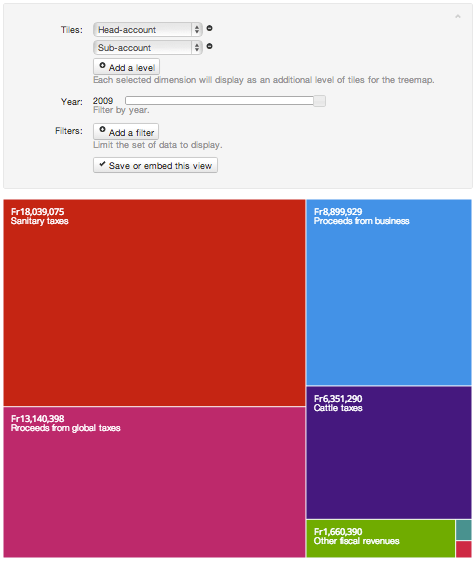 Tiles: Head-account
Sub-account
Add a level
Each selected dimension will display as an additional level of tiles for the treemap.
Year: 2009
Filter by year.
Filters: Add a filter
Limit the set of data to display.
Save or embed this view
Fr18,039,075
Sanitary taxes
Fr8,899,929
Proceeds from business
Fr13,140,398
Rroceeds from global taxes
Fr6,351,290
Cattle taxes
Fr1,660,390
Other fiscal revenues